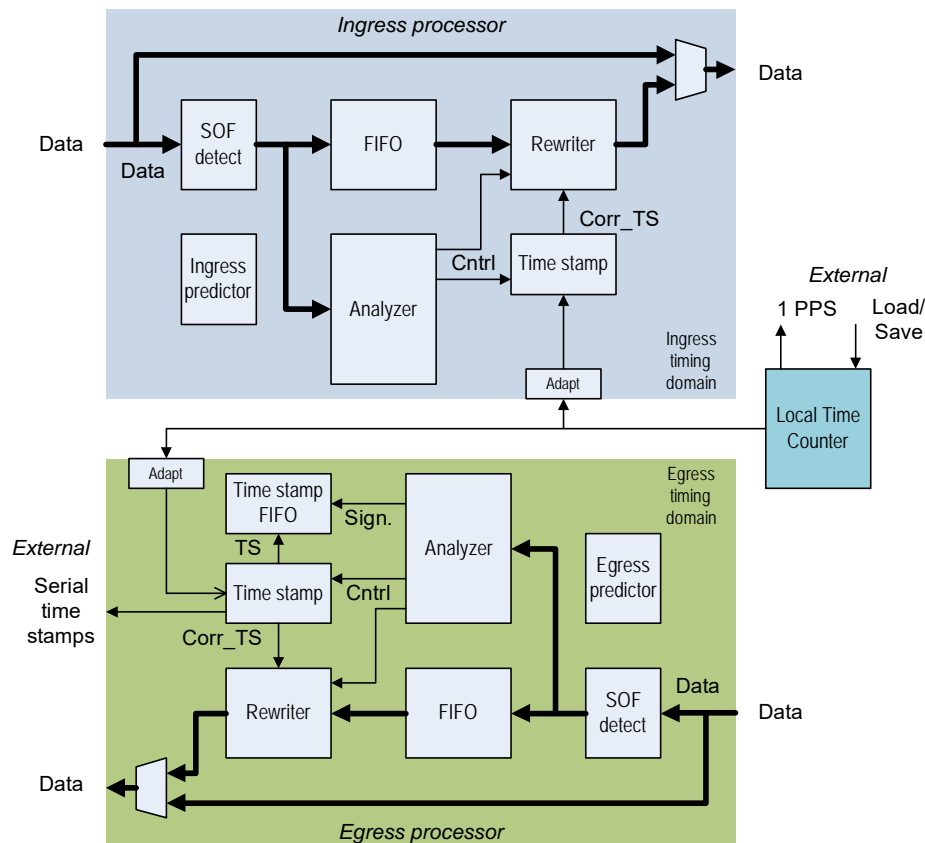 Ingress processor
Data
Data
Data
SOF
detect
FIFO
Rewriter
Corr_TS
Ingress
predictor
Analyzer
Cntrl
Time stamp
Ingress
timing
domain
Adapt
External
1 PPS
Load/
Save
Local Time
Counter
Adapt
Egress
timing
domain
Time stamp
FIFO
Sign.
Analyzer
Egress
predictor
TS
External
Serial
time
stamps
Time stamp
Cntrl
Corr_TS
Rewriter
FIFO
SOF
detect
Data
Data
Data
Egress processor